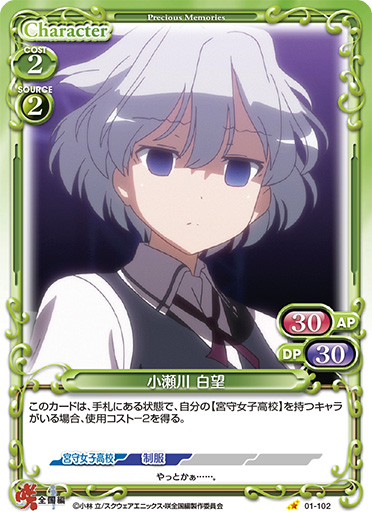 Precious Memories
Character
COST
2
SOURCE
2
30 AP
DP 30
小瀬川 白望
このカードは、手札にある状態で、自分の【宮守女子高校】を持つキャラ
がいる場合、使用コスト−2を得る。
宮守女子高校 制服
やっとかぁ……。
咲 全国編
©小林 立/スクウェアエニックス・咲全国編製作委員会
01-102